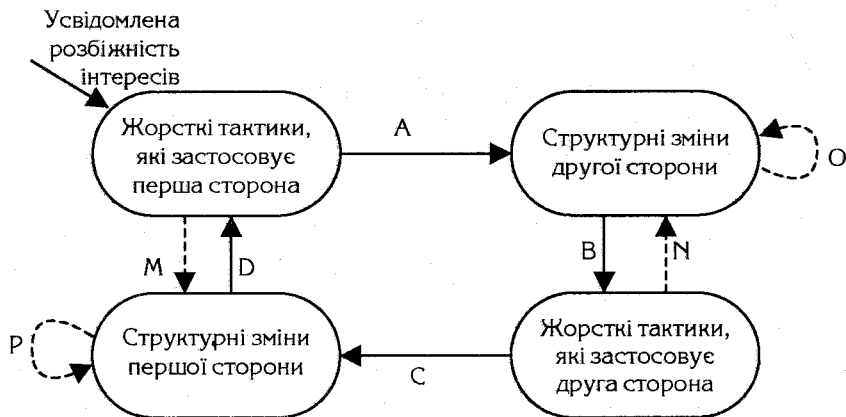 Усвідомлена
розбіжність
інтересів
Жорсткі тактики,
які застосовує
перша сторона
A
Структурні зміни
другої сторони
O
M
D
B
N
P
Структурні зміни
першої сторони
C
Жорсткі тактики,
які застосовує
друга сторона